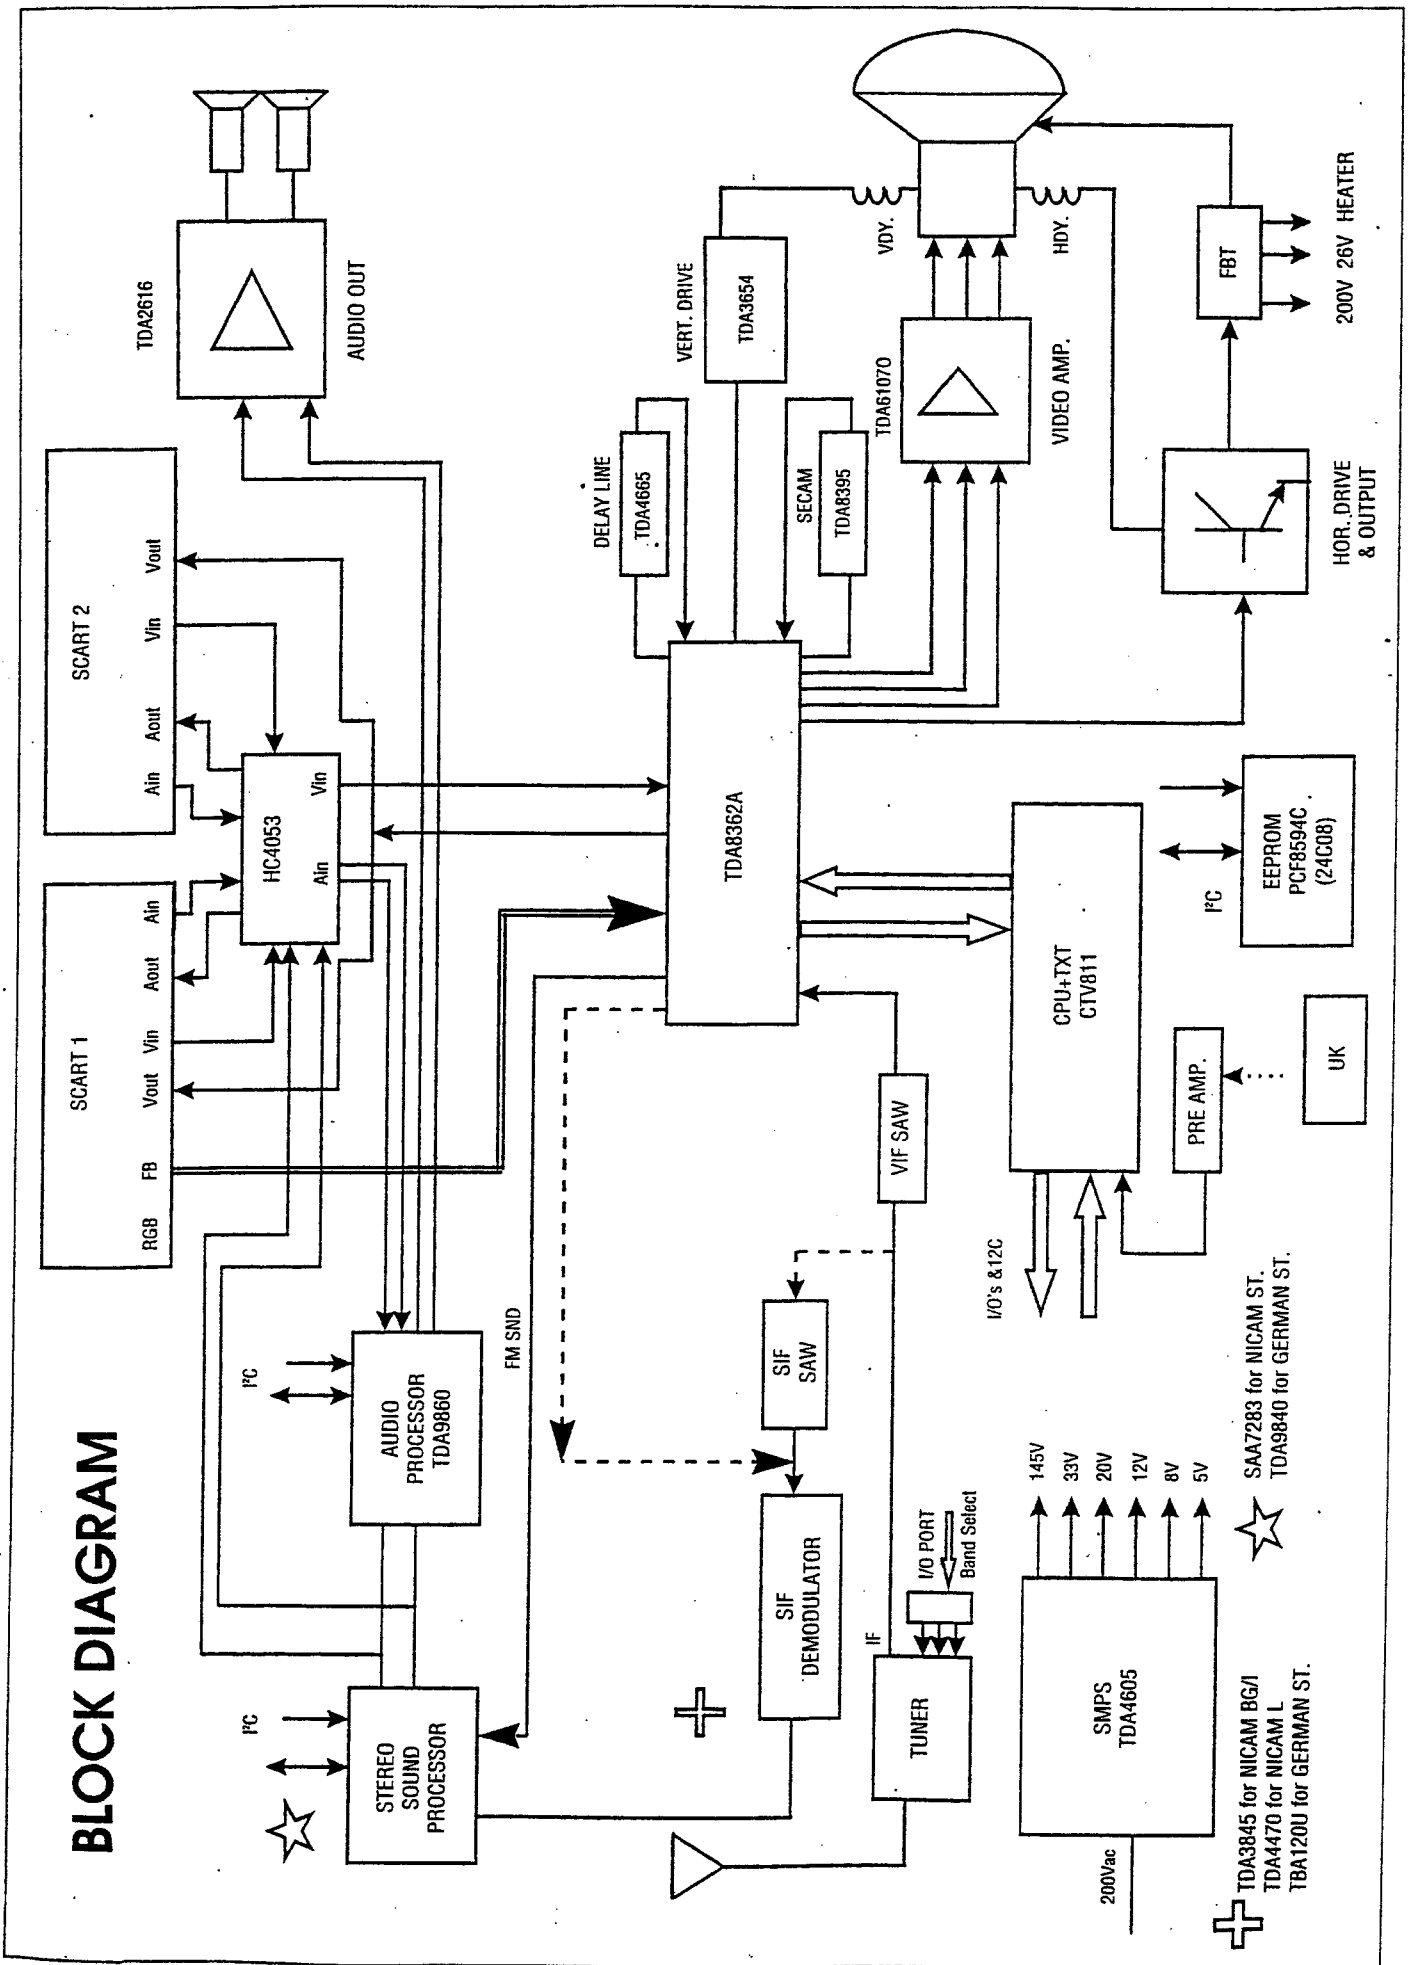 BLOCK DIAGRAM
SCART 1
RGB
FB
Vout
Vin
Aout
Ain
SCART 2
Ain
Aout
Vin
Vout
HC4053
Ain
Vin
TDA2616
AUDIO OUT
I²C
STEREO
SOUND
PROCESSOR
I²C
AUDIO
PROCESSOR
TDA9860
FM SND
DELAY LINE
TDA4665
VERT. DRIVE
TDA3654
TDA8362A
SECAM
TDA8395
SIF
DEMODULATOR
SIF
SAW
VIF SAW
IF
TUNER
I/O PORT
Band Select
TDA61070
VIDEO AMP.
VDY.
HDY.
I/O's &12C
CPU+TXT
CTV811
PRE AMP.
UK
I²C
EEPROM
PCF8594C
(24C08)
HOR. DRIVE
& OUTPUT
FBT
200V 26V HEATER
200Vac
SMPS
TDA4605
145V
33V
20V
12V
8V
5V
SAA7283 for NICAM ST.
TDA9840 for GERMAN ST.
TDA3845 for NICAM BG/I
TDA4470 for NICAM L
TBA120U for GERMAN ST.